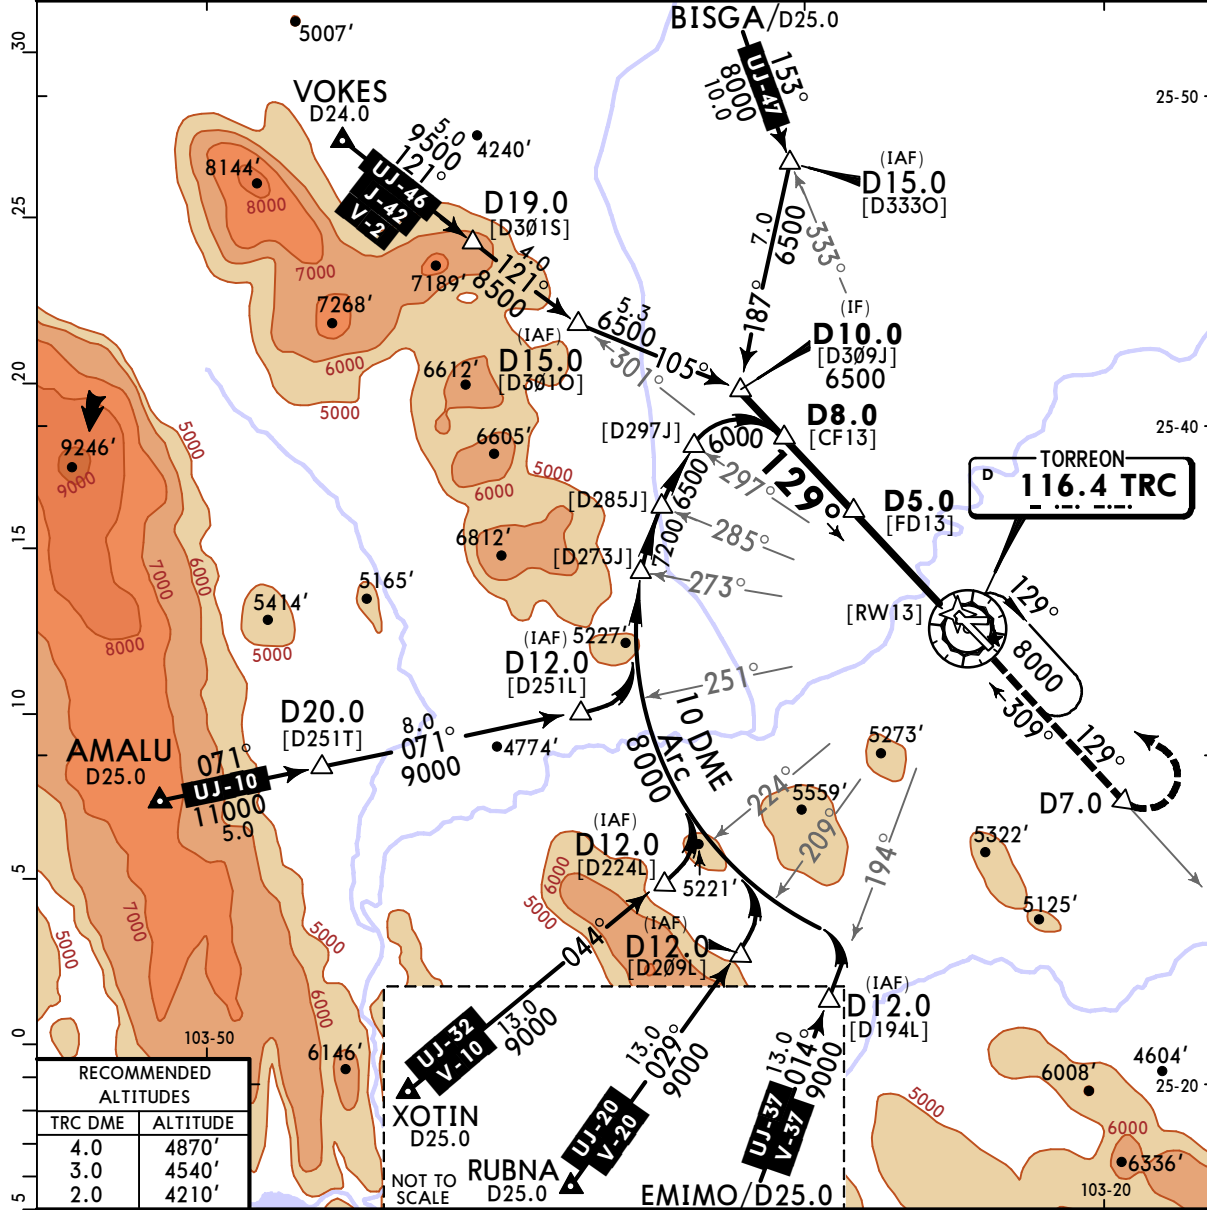 30
25
20
15
10
5
0
5
BISGA/D25.0
UJ-47
153°
8000
10.0
5007'
VOKES
D24.0
5.0
9500
121°
UJ-46
J-42
V-2
4240'
8144'
8000
7000
D19.0
[D301S]
4.0
121°
8500
7189'
7268'
6000
5000
(IAF)
D15.0
[D333O]
25-50
7.0
6500
333°
187°
5.3
6500
105°
301°
(IAF)
D15.0
[D301O]
(IF)
D10.0
[D309J]
6500
D8.0
[CF13]
25-40
6612'
6605'
6000
5000
6812'
[D297J]
6000
297°
129°
[D285J]
6500
285°
[D273J]
7200
273°
D5.0
[FD13]
TORREON
D 116.4 TRC
[RW13]
129°
8000
309°
129°
D7.0
9246'
9000
5000
6000
7000
8000
5414'
5000
5165'
(IAF)
5227'
D12.0
[D251L]
251°
10 DME
Arc
8000
D20.0
[D251T]
8.0
071°
9000
4774'
AMALU
D25.0
071°
UJ-10
11000
5.0
5273'
5559'
224°
209°
194°
5322'
5125'
(IAF)
D12.0
[D224L]
5221'
6000
5000
044°
(IAF)
D12.0
[D209L]
(IAF)
D12.0
[D194L]
7000
5000
5000
6000
103-50
6146'
UJ-32
V-10
13.0
9000
XOTIN
D25.0
13.0
029°
9000
UJ-20
V-20
RUBNA
D25.0
13.0
014°
9000
UJ-37
V-37
EMIMO/D25.0
NOT TO
SCALE
5000
6008'
4604'
25-20
6000
6336'
103-20
RECOMMENDED
ALTITUDES
TRC DME ALTITUDE
4.0 4870'
3.0 4540'
2.0 4210'